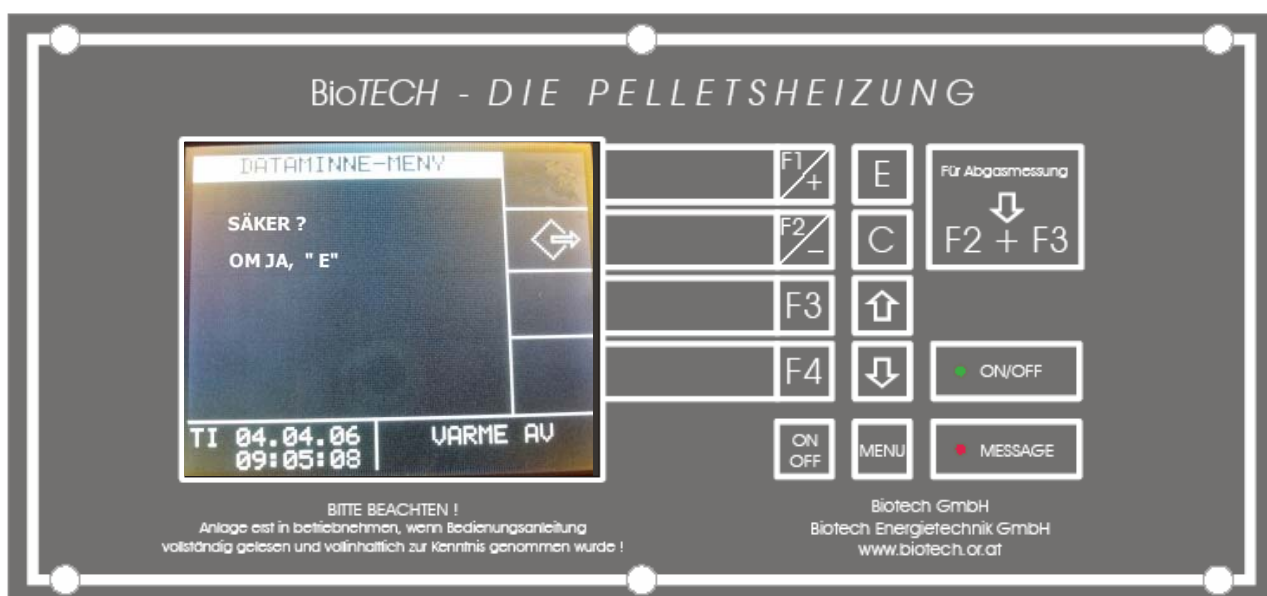 BioTECH - DIE PELLETSHEIZUNG
DATAMINNE-MENY
SÄKER ?
OM JA, " E"
TI 04.04.06
09:05:08
VARME AV
F1/+
E
F2/-
C
F3
F4
ON
OFF
MENU
Für Abgasmessung
F2 + F3
ON/OFF
MESSAGE
BITTE BEACHTEN !
Anlage erst in betriebnehmen, wenn Bedienungsanleitung
vollständig gelesen und vollinhaltlich zur Kenntnis genommen wurde !
Biotech GmbH
Biotech Energietechnik GmbH
www.biotech.or.at